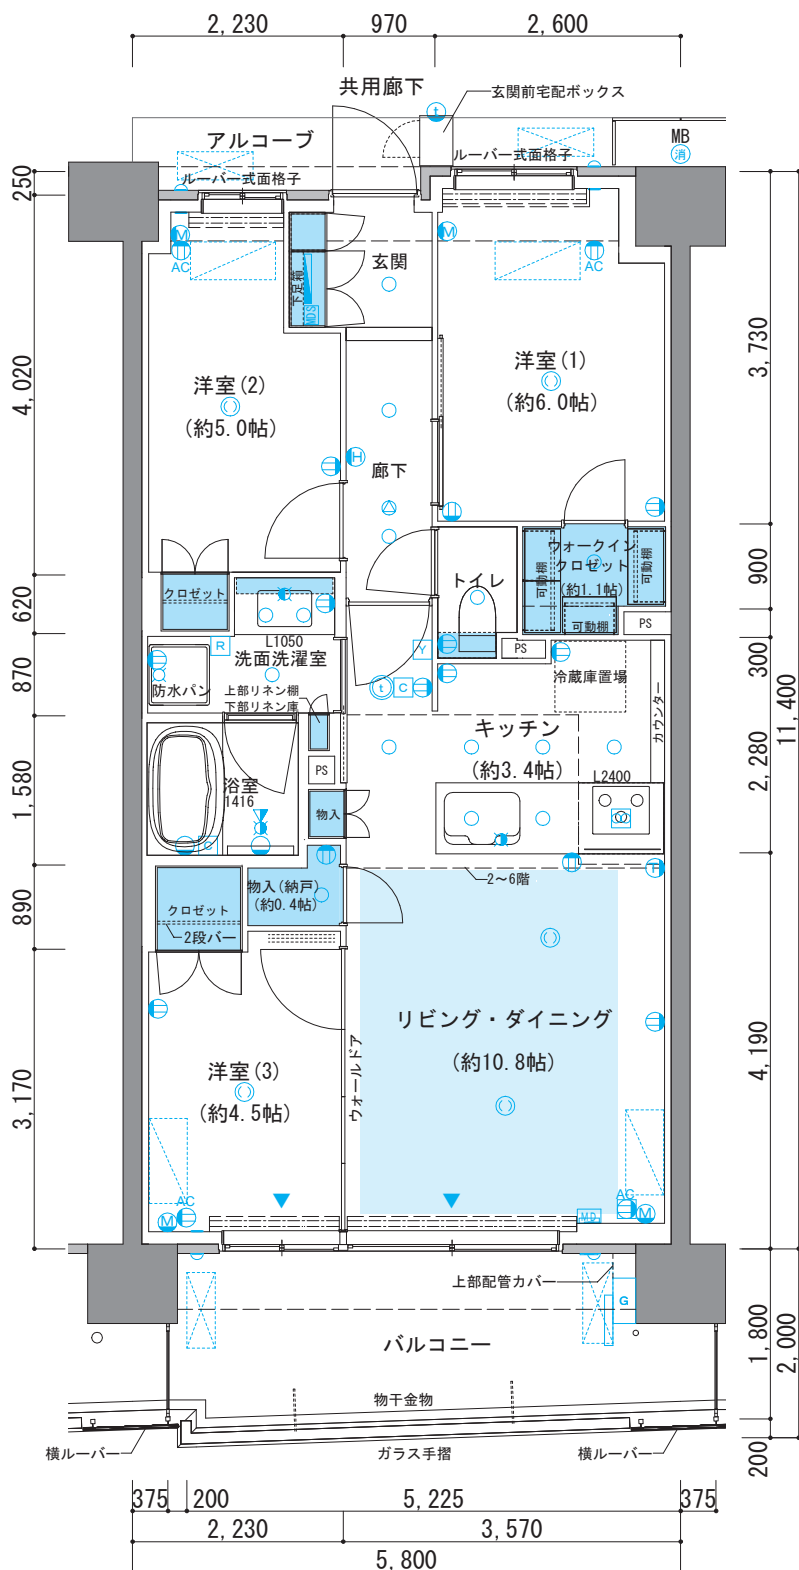 2,230 970 2,600
共用廊下
玄関前宅配ボックス
t
アルコーブ
MB
消
ルーバー式面格子
ルーバー式面格子
250
M
AC
M
AC
玄関
下足箱
MDS
4,020
3,730
洋室(2)
(約5.0帖)
洋室(1)
(約6.0帖)
H
廊下
トイレ
ウォークイン
クロゼット
(約1.1帖)
可動棚
可動棚
可動棚
900
620
クロゼット
L1050
R
洗面洗濯室
防水パン
上部リネン棚
下部リネン庫
Y
PS
PS
t
C
冷蔵庫置場
カウンター
300
870
11,400
キッチン
(約3.4帖)
L2400
2,280
1,580
浴室
1416
PS
物入
C
H
2〜6階
890
クロゼット
2段バー
物入(納戸)
(約0.4帖)
リビング・ダイニング
(約10.8帖)
ウォールドア
洋室(3)
(約4.5帖)
4,190
3,170
AC
M
MD
AC
M
上部配管カバー
G
バルコニー
1,800
2,000
物干金物
横ルーバー
ガラス手摺
横ルーバー
200
375 200 5,225 375
2,230 3,570
5,800